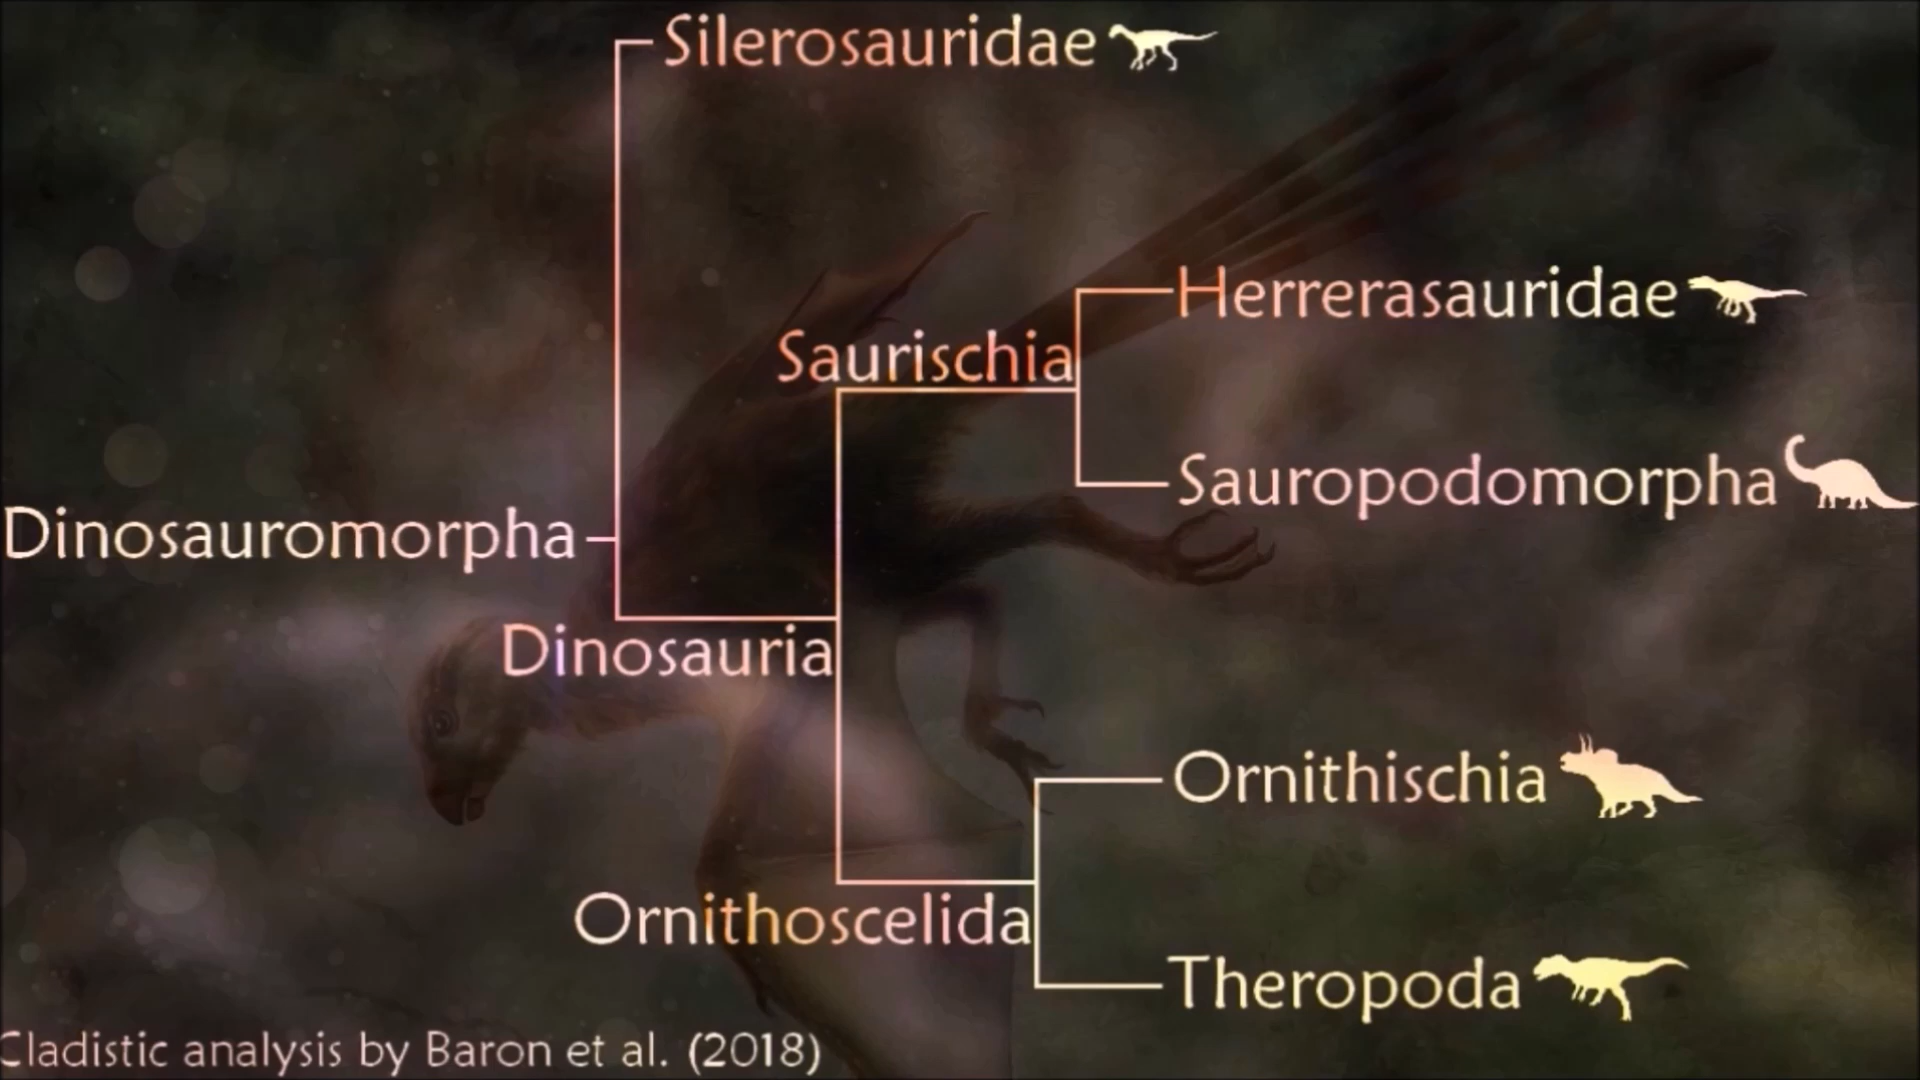 Silerosauridae
Herrerasauridae
Saurischia
Sauropodomorpha
Dinosauromorpha
Dinosauria
Ornithischia
Ornithoscelida
Theropoda
Cladistic analysis by Baron et al. (2018)